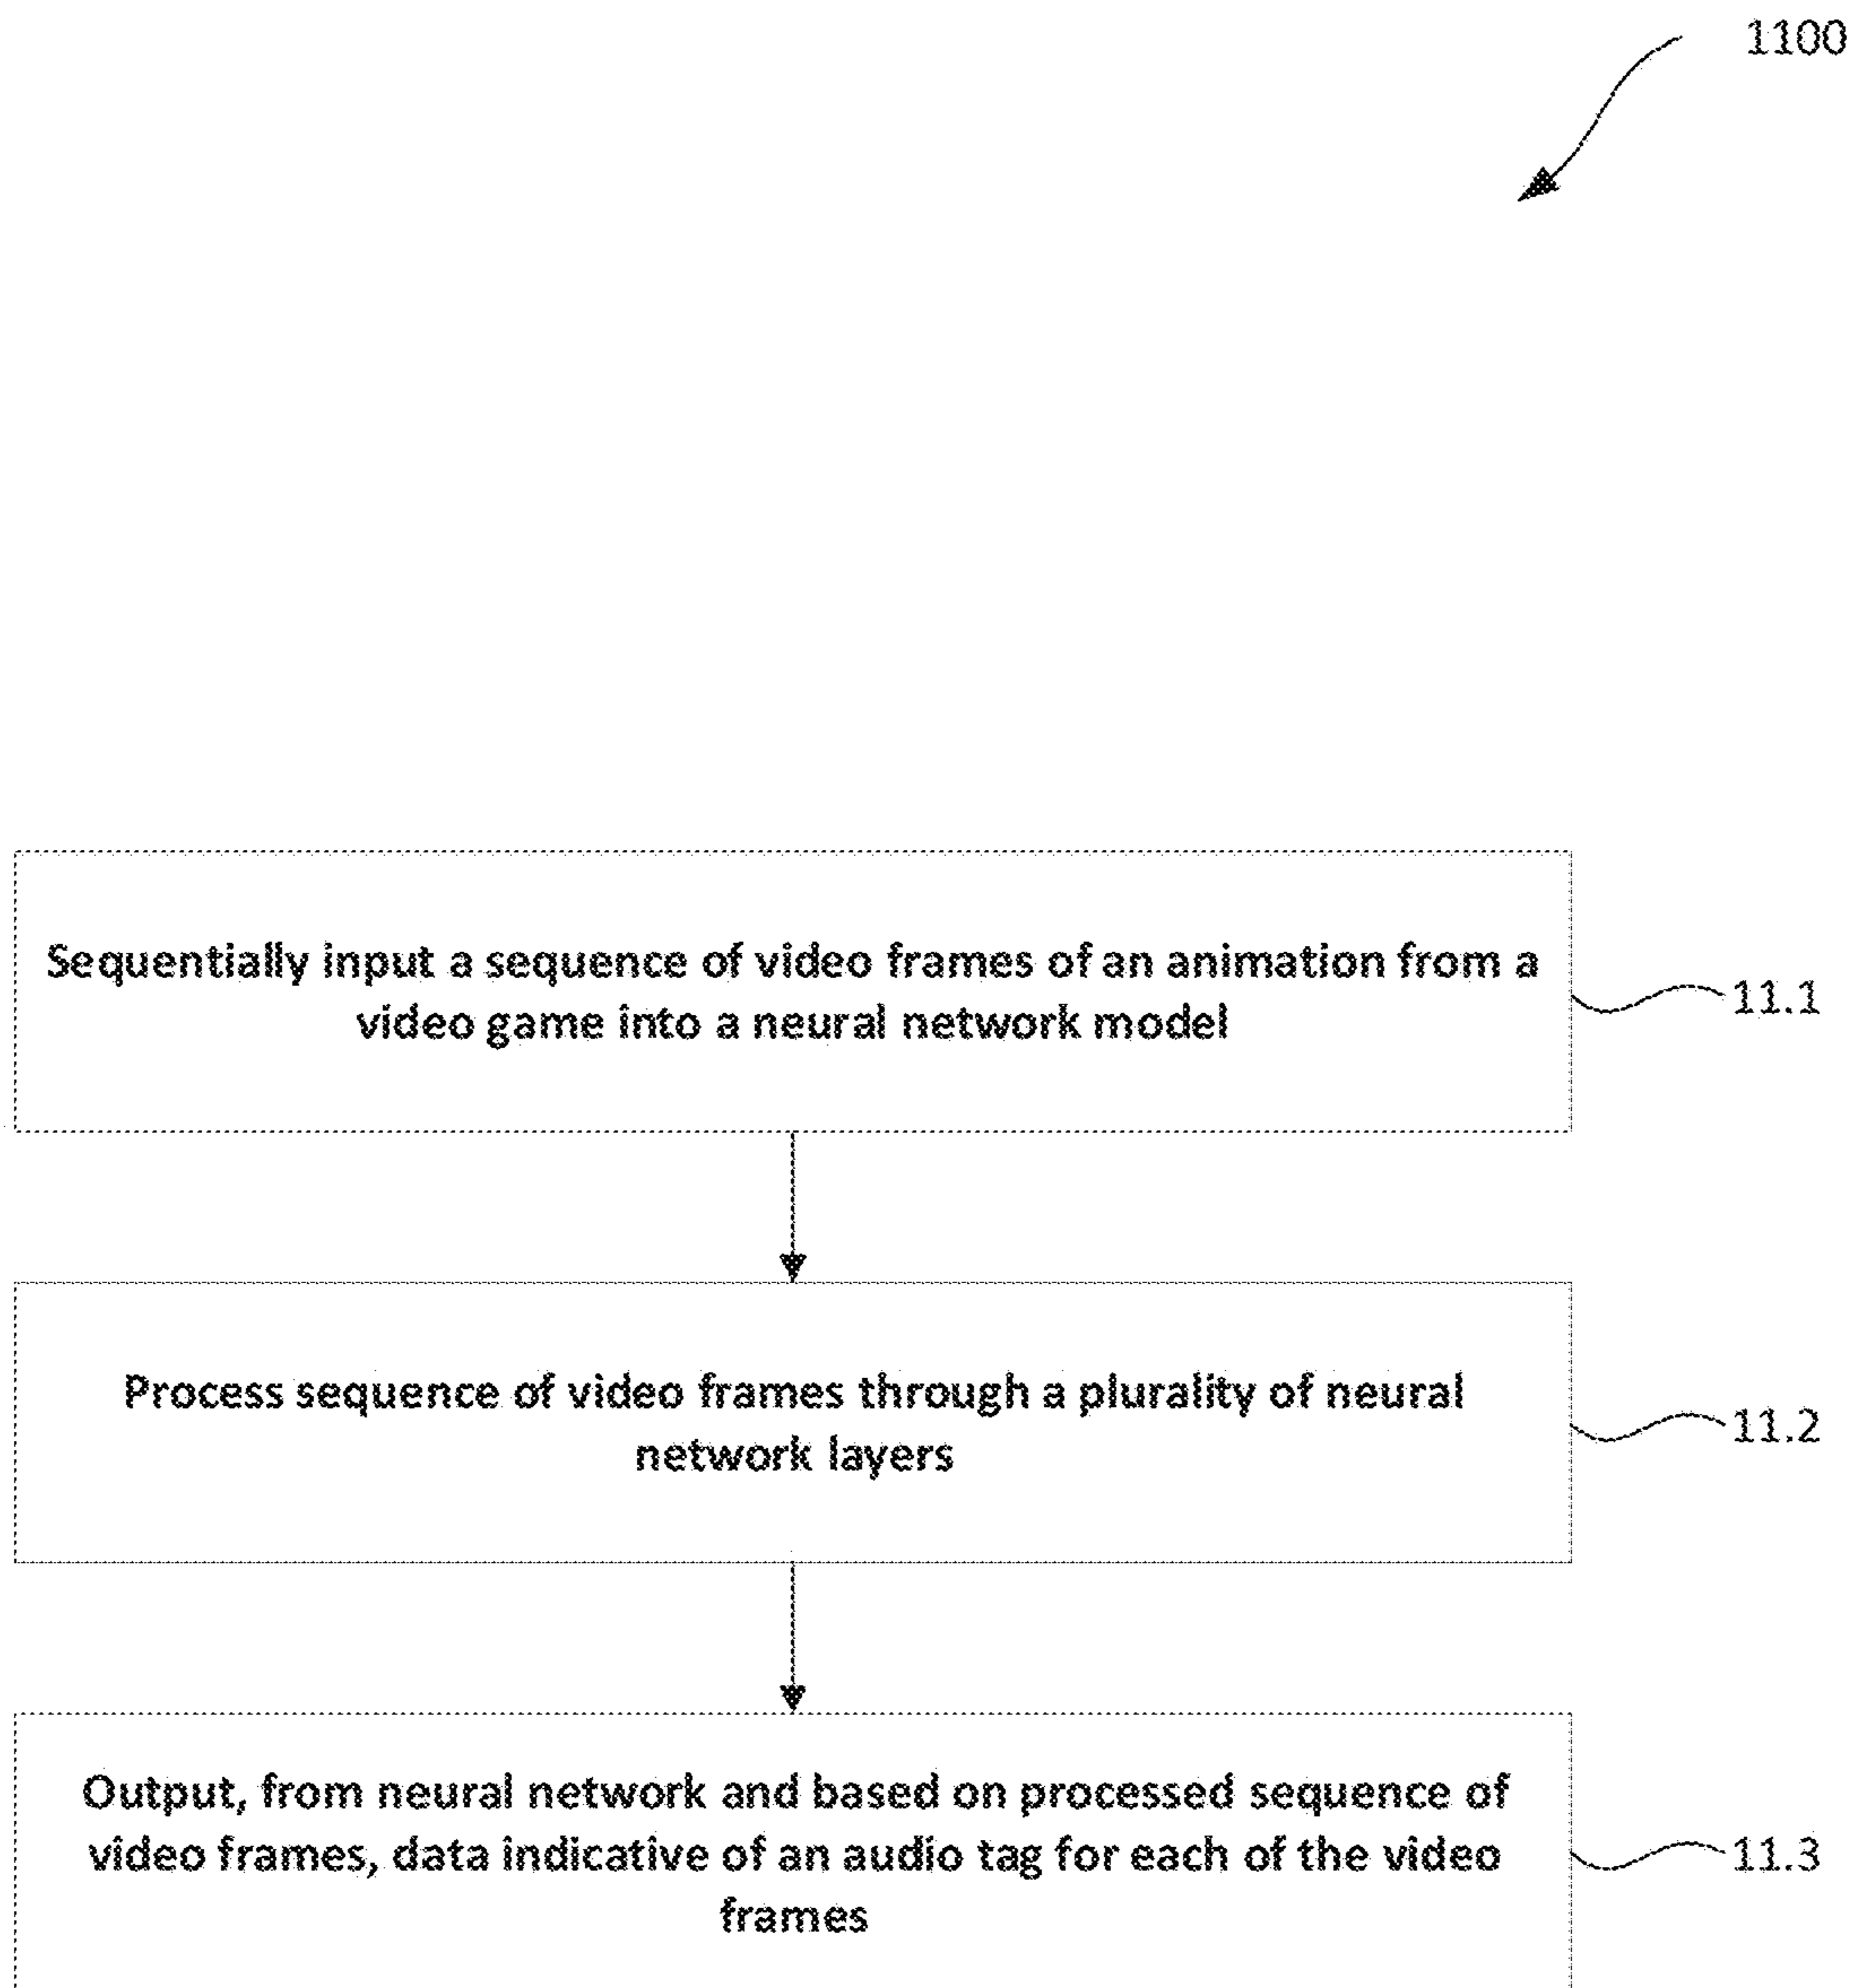 1100
Sequentially input a sequence of video frames of an animation from a
video game into a neural network model
11.1
Process sequence of video frames through a plurality of neural
network layers
11.2
Output, from neural network and based on processed sequence of
video frames, data indicative of an audio tag for each of the video
frames
11.3